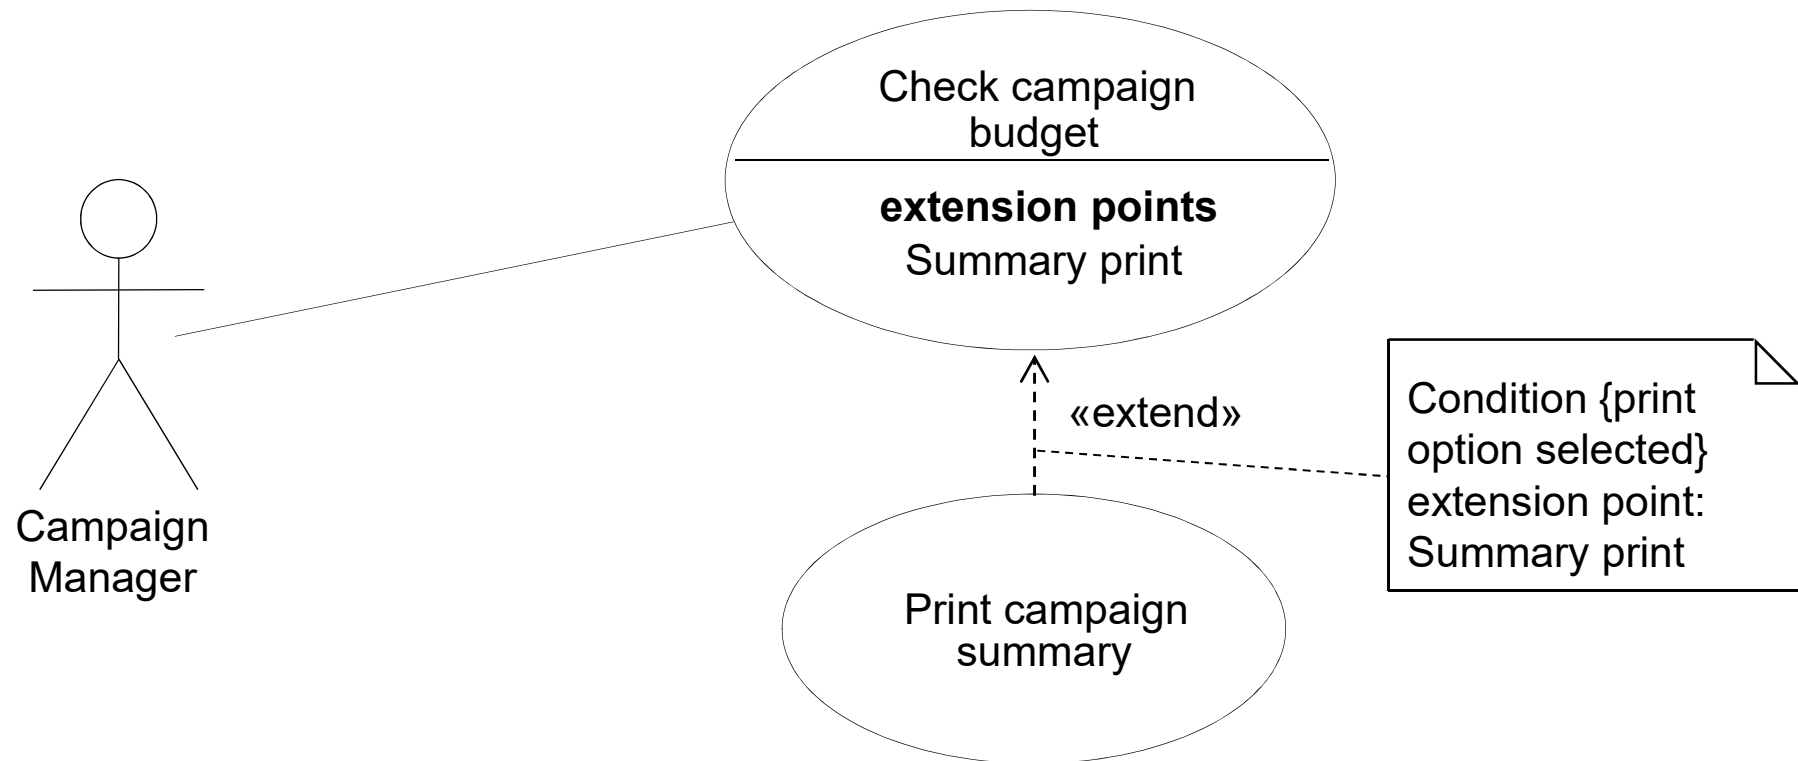 Check campaign
budget
extension points
Summary print
«extend»
Condition {print
option selected}
extension point:
Summary print
Campaign
Manager
Print campaign
summary